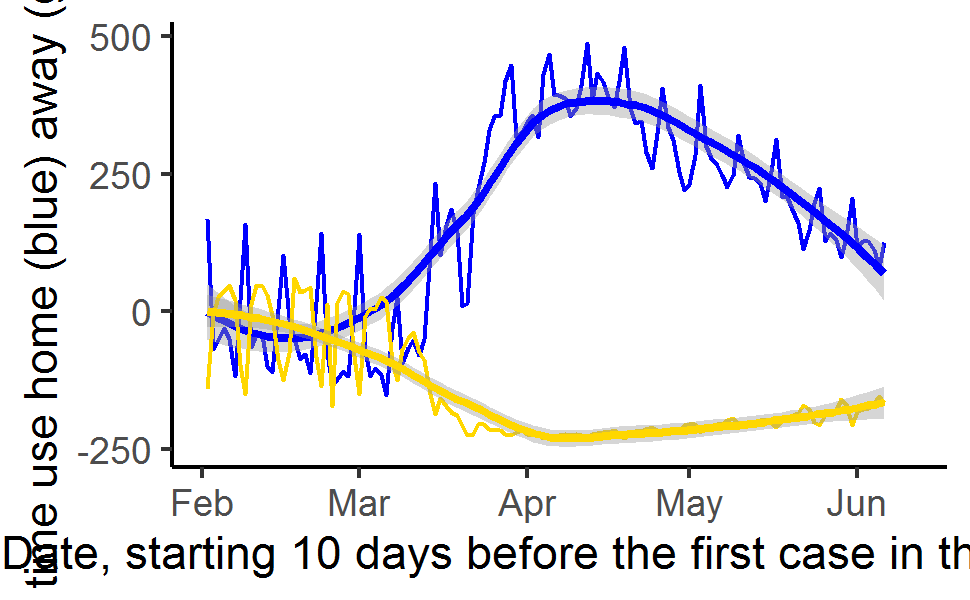 time use home (blue) away (
500
250
0
-250
Feb Mar Apr May Jun
Date, starting 10 days before the first case in th